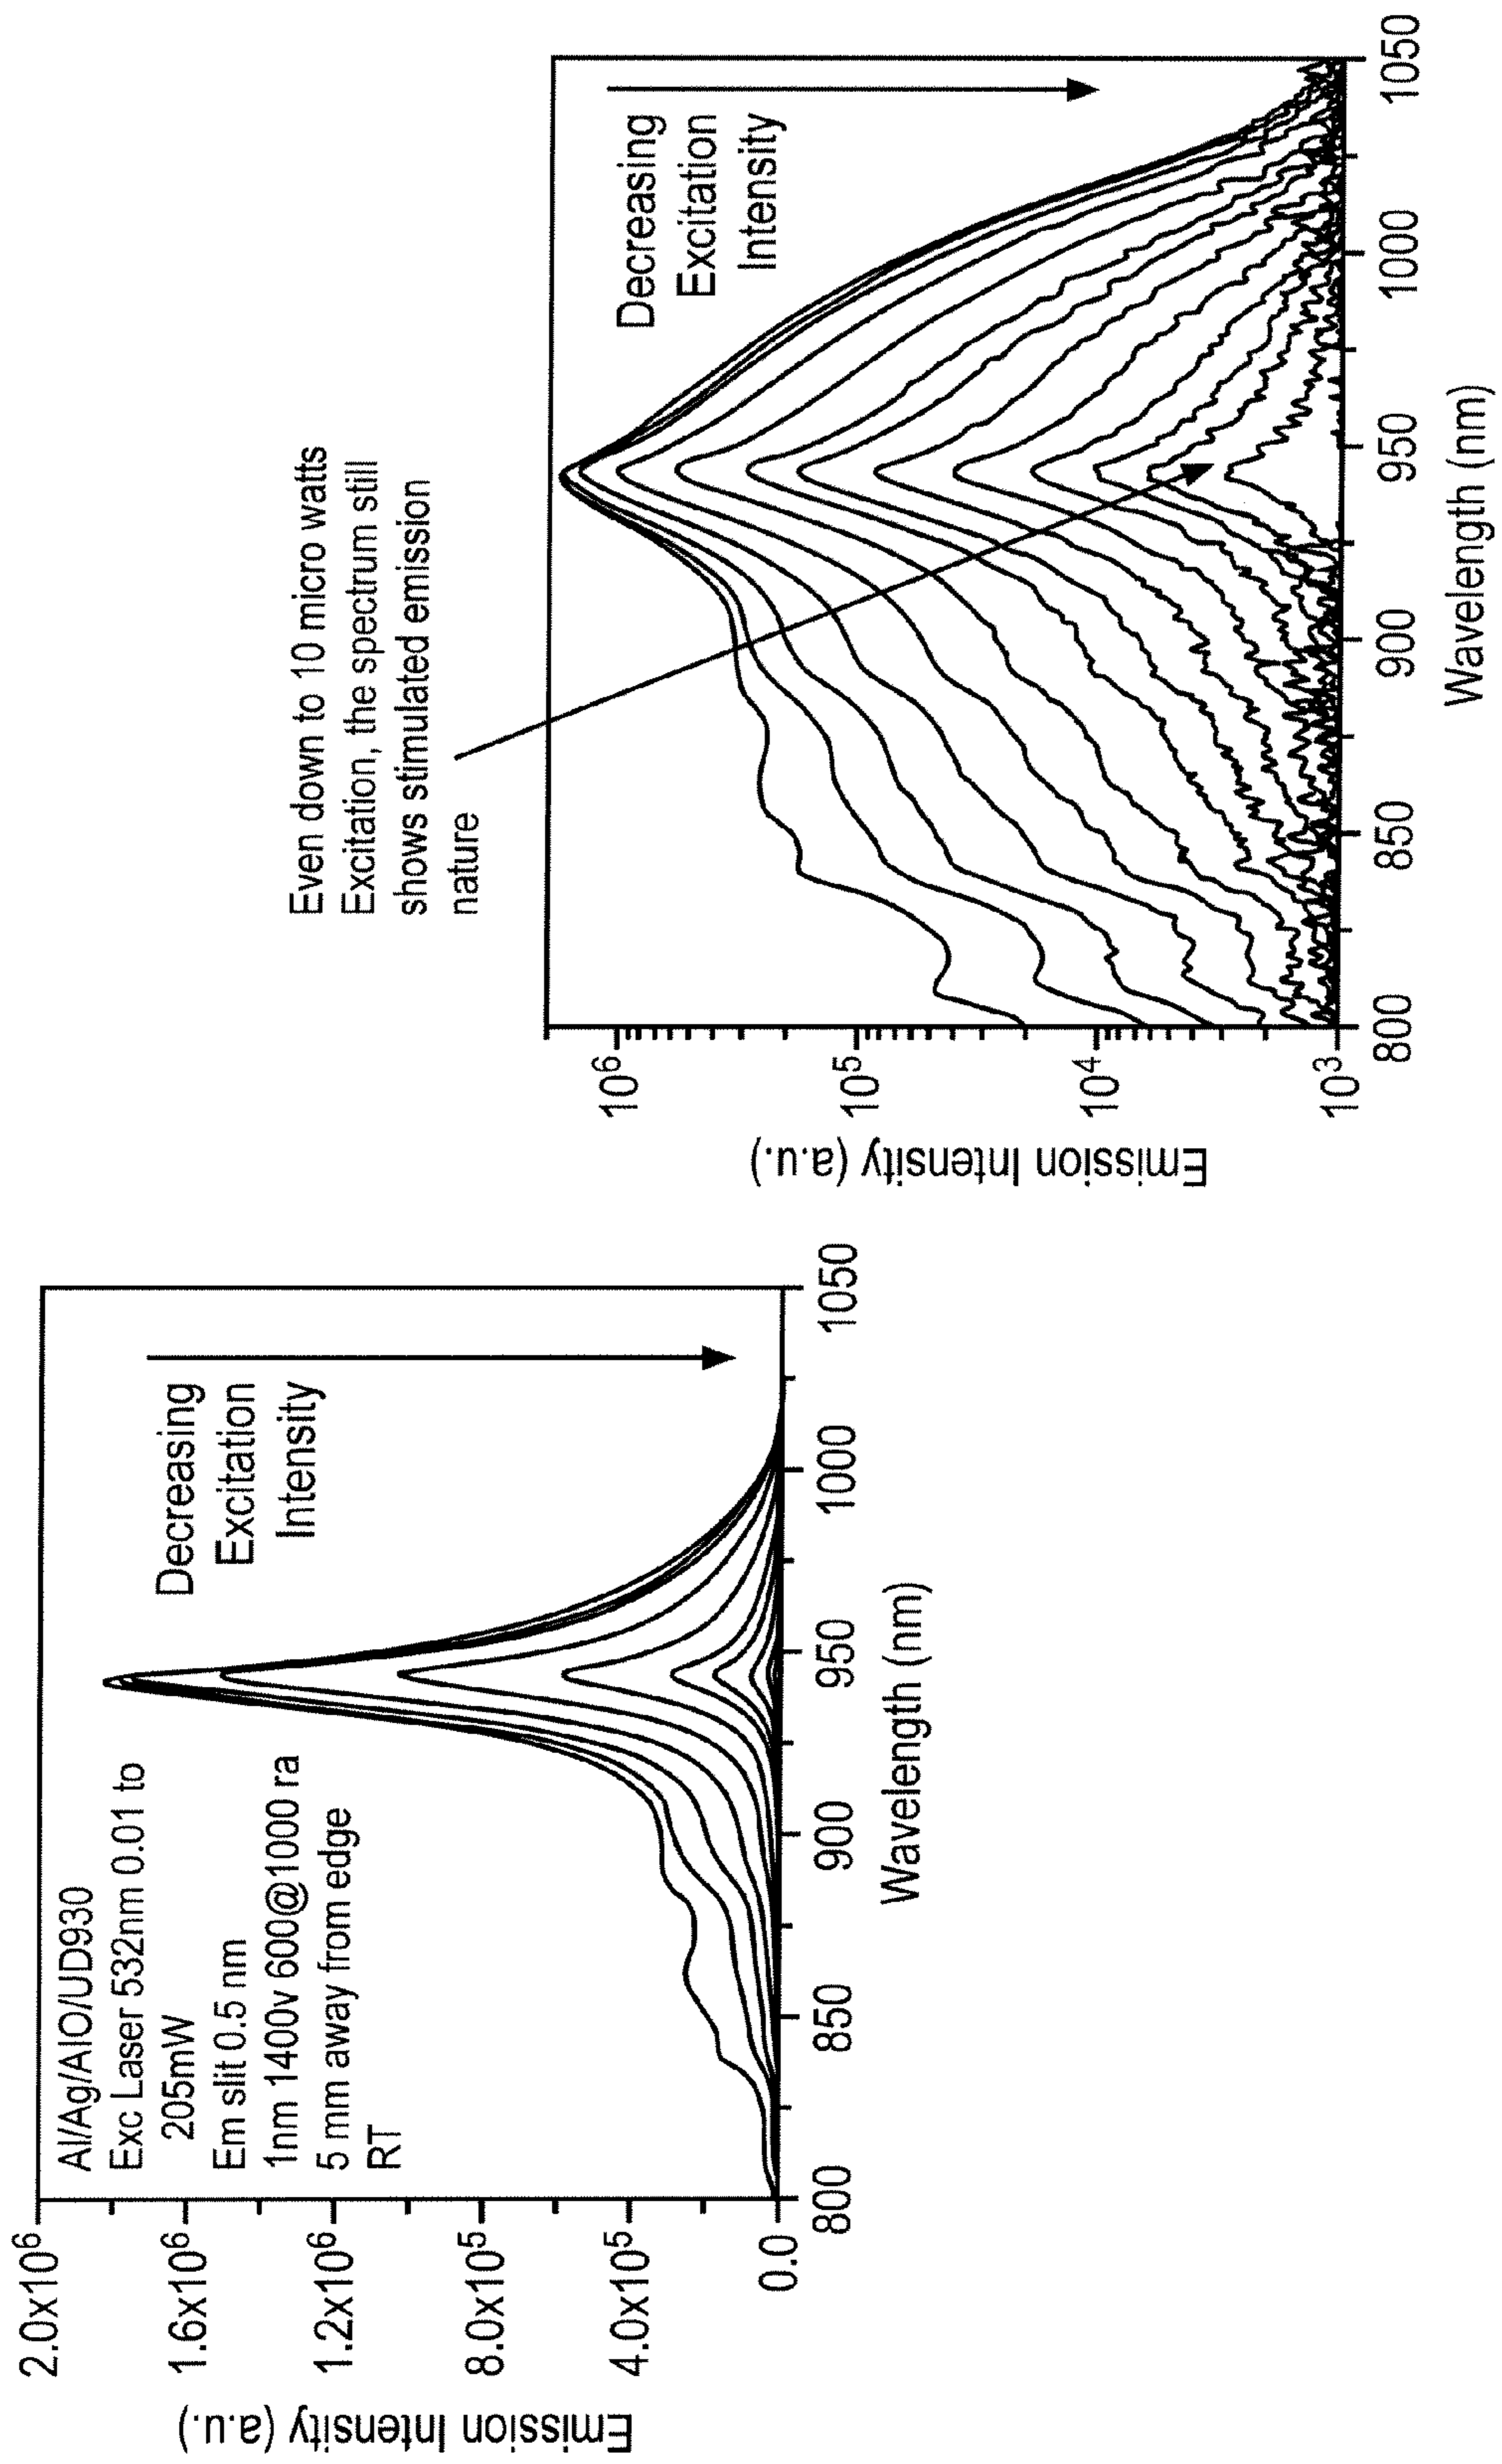 2.0x10⁶
1.6x10⁶
1.2x10⁶
8.0x10⁵
4.0x10⁵
0.0
Emission Intensity (a.u.)
Al/Ag/AlO/UD930
Exc Laser 532nm 0.01 to
205mW
Em slit 0.5 nm
1nm 1400v 600@1000 ra
5 mm away from edge
RT
Decreasing
Excitation
Intensity
800
850
900
950
1000
1050
Wavelength (nm)
Even down to 10 micro watts
Excitation, the spectrum still
shows stimulated emission
nature
10⁶
10⁵
10⁴
10³
Emission Intensity (a.u.)
Decreasing
Excitation
Intensity
800
850
900
950
1000
1050
Wavelength (nm)